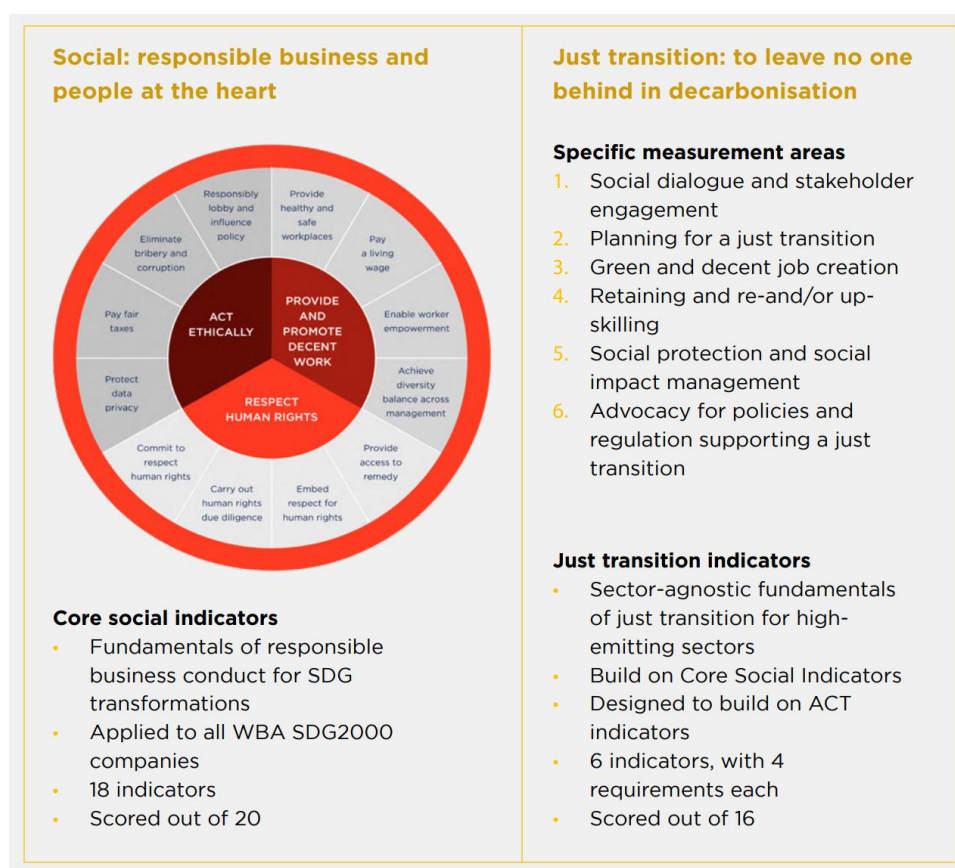 Social: responsible business and
people at the heart
Responsibly
lobby and
influence
policy
Provide
healthy and
safe
workplaces
Eliminate
bribery and
corruption
Pay
a living
wage
Pay fair
taxes
ACT
ETHICALLY
PROVIDE
AND
PROMOTE
DECENT
WORK
Enable worker
empowerment
Protect
data
privacy
RESPECT
HUMAN RIGHTS
Achieve
diversity
balance across
management
Commit to
respect
human rights
Carry out
human rights
due diligence
Embed
respect for
human rights
Provide
access to
remedy
Core social indicators
• Fundamentals of responsible
business conduct for SDG
transformations
• Applied to all WBA SDG2000
companies
• 18 indicators
• Scored out of 20
Just transition: to leave no one
behind in decarbonisation
Specific measurement areas
1. Social dialogue and stakeholder
engagement
2. Planning for a just transition
3. Green and decent job creation
4. Retaining and re-and/or up-
skilling
5. Social protection and social
impact management
6. Advocacy for policies and
regulation supporting a just
transition
Just transition indicators
• Sector-agnostic fundamentals
of just transition for high-
emitting sectors
• Build on Core Social Indicators
• Designed to build on ACT
indicators
• 6 indicators, with 4
requirements each
• Scored out of 16